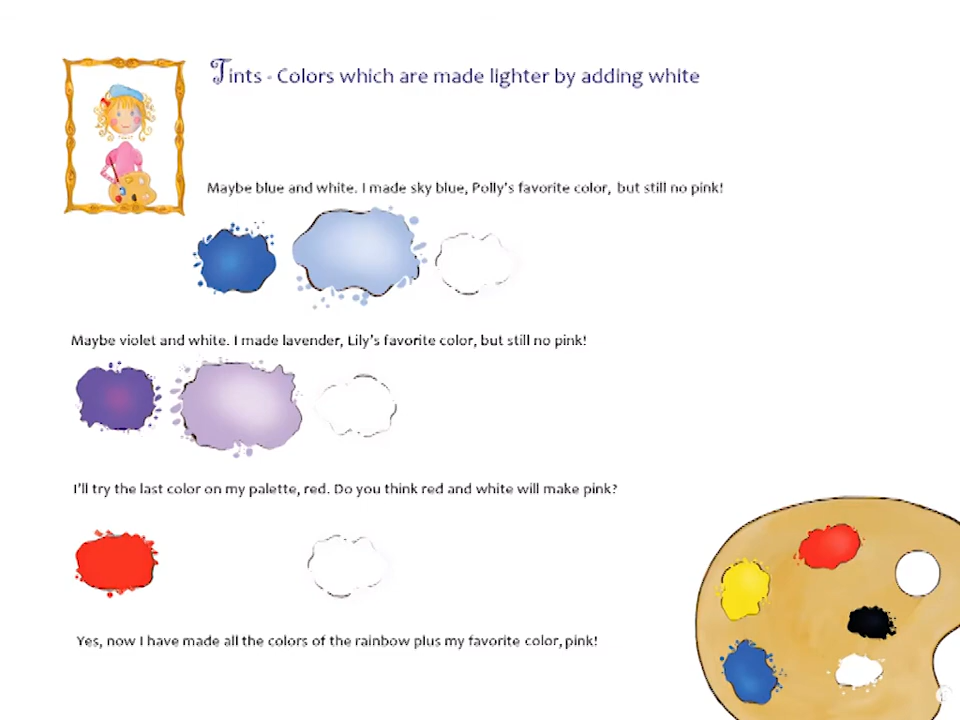 Tints - Colors which are made lighter by adding white
Maybe blue and white. I made sky blue, Polly's favorite color, but still no pink!
Maybe violet and white. I made lavender, Lily's favorite color, but still no pink!
I'll try the last color on my palette, red. Do you think red and white will make pink?
Yes, now I have made all the colors of the rainbow plus my favorite color, pink!